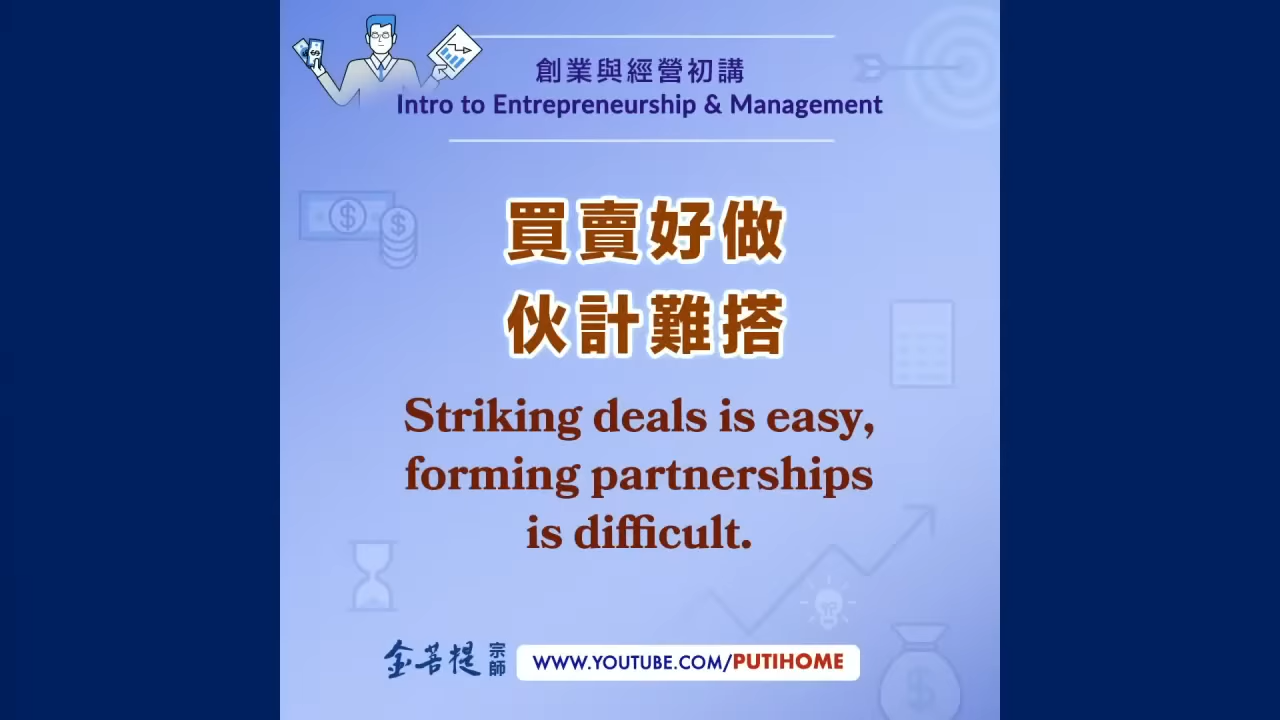 創業與經營初講
Intro to Entrepreneurship & Management
買賣好做
伙計難搭
Striking deals is easy,
forming partnerships
is difficult.
金菩提 宗師
WWW.YOUTUBE.COM/PUTIHOME